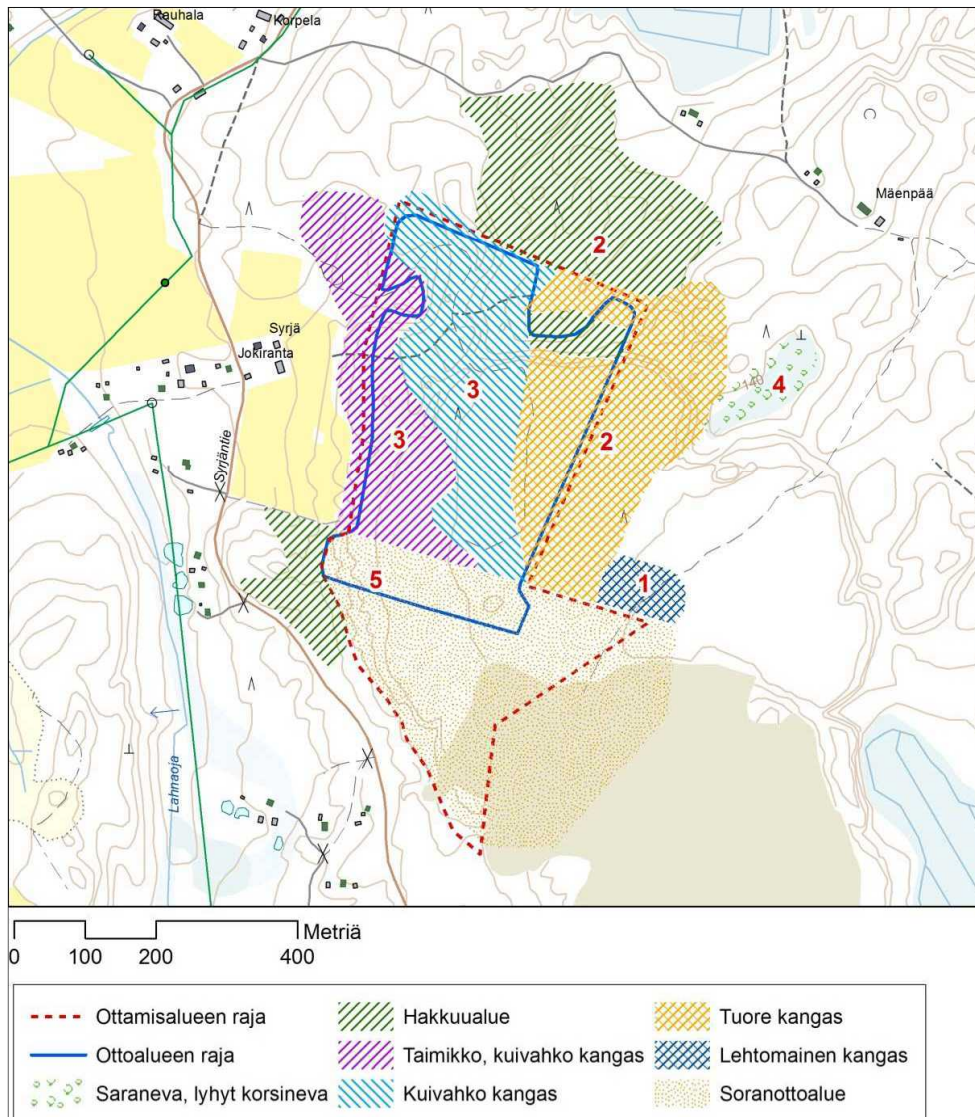 Rauhala
Korpela
Mäenpää
2
Syrjä
Jokiranta
140
4
3
3
2
Syrjäntie
5
1
Lahnaoja
Metriä
0 100 200 400
Ottamisalueen raja
Hakkuualue
Tuore kangas
Ottoalueen raja
Taimikko, kuivahko kangas
Lehtomainen kangas
Saraneva, lyhyt korsineva
Kuivahko kangas
Soranottoalue